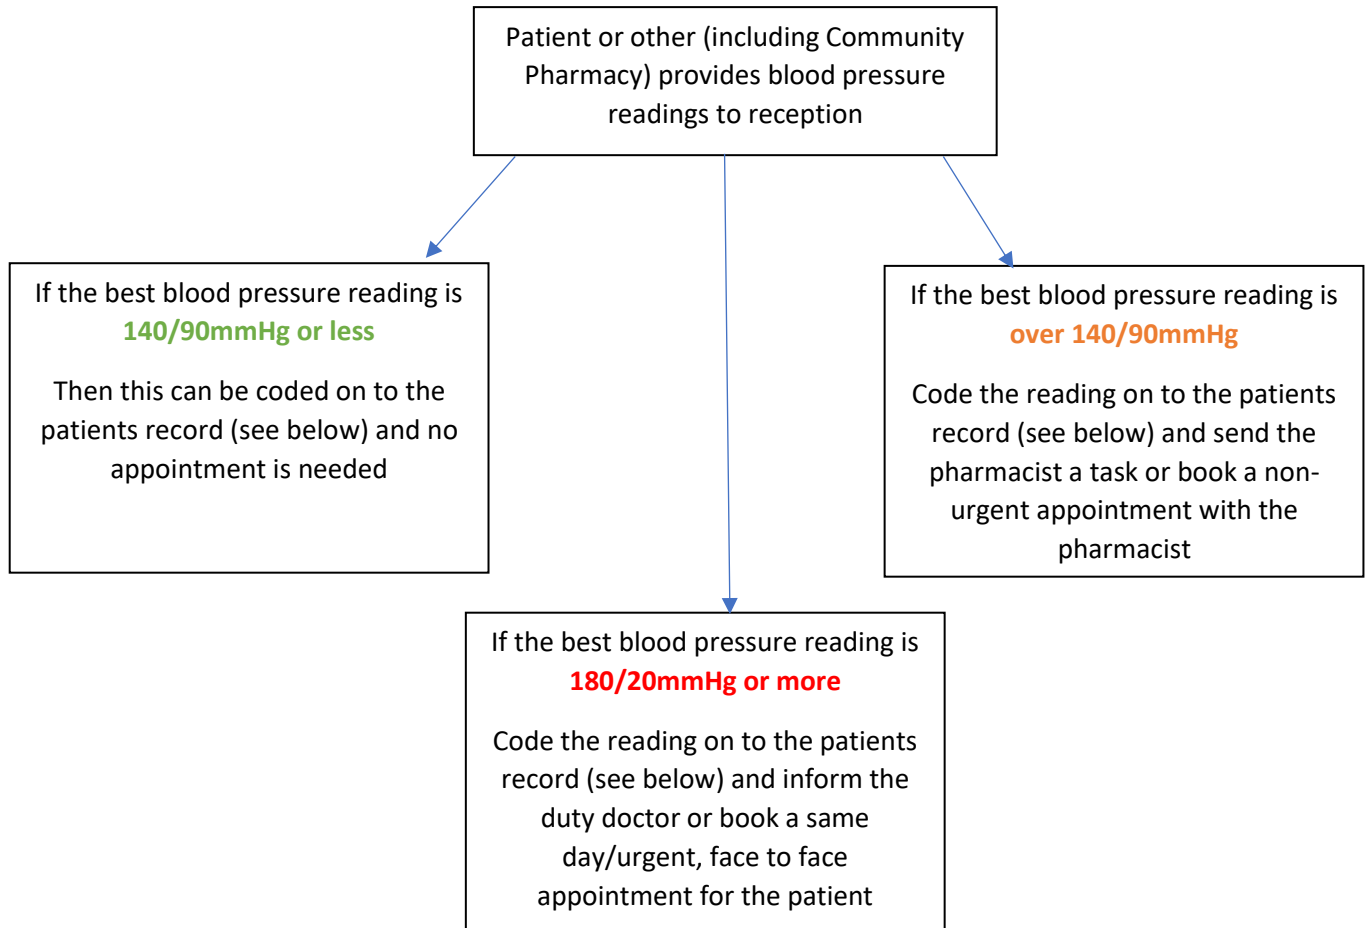 Patient or other (including Community
Pharmacy) provides blood pressure
readings to reception
If the best blood pressure reading is
140/90mmHg or less
Then this can be coded on to the
patients record (see below) and no
appointment is needed
If the best blood pressure reading is
over 140/90mmHg
Code the reading on to the patients
record (see below) and send the
pharmacist a task or book a non-
urgent appointment with the
pharmacist
If the best blood pressure reading is
180/20mmHg or more
Code the reading on to the patients
record (see below) and inform the
duty doctor or book a same
day/urgent, face to face
appointment for the patient